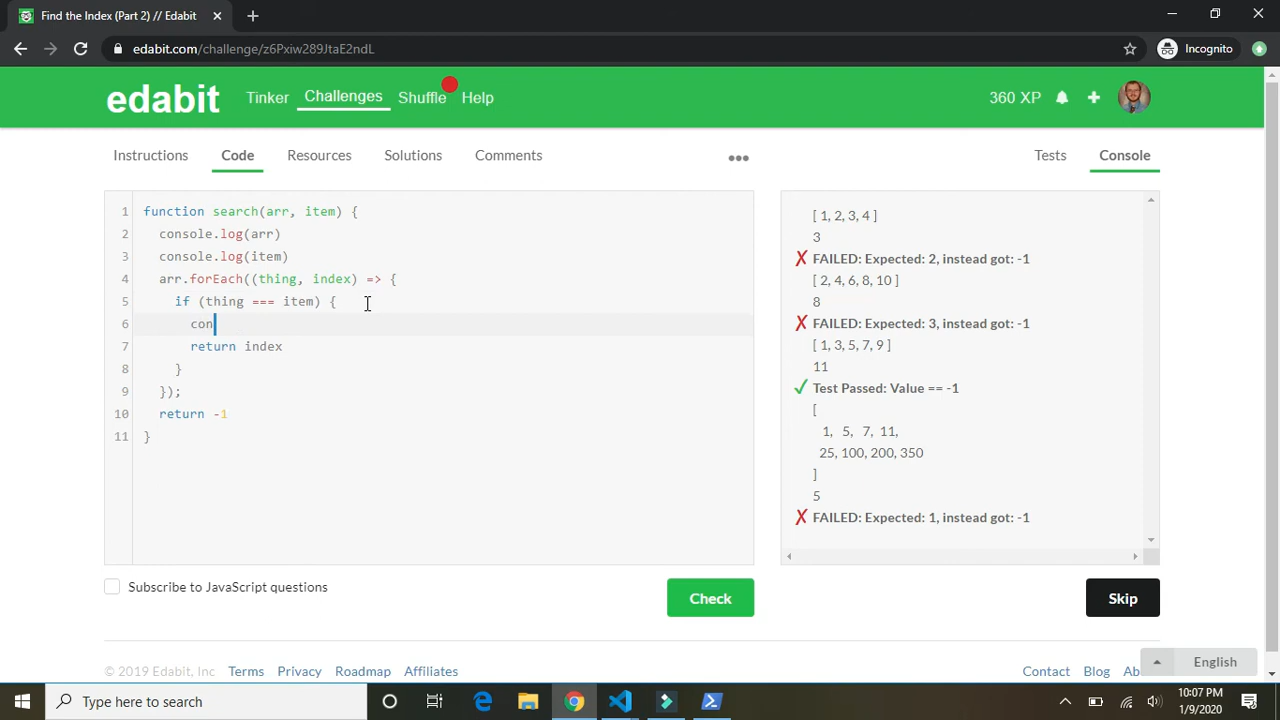 Find the Index (Part 2) // Edabit
edabit.com/challenge/z6Pxiw289JtaE2ndL
Incognito
edabit Tinker Challenges Shuffle Help 360 XP
Instructions Code Resources Solutions Comments Tests Console
1 function search(arr, item) {
2 console.log(arr)
3 console.log(item)
4 arr.forEach((thing, index) => {
5 if (thing === item) {
6 con
7 return index
8 }
9 });
10 return -1
11 }
[ 1, 2, 3, 4 ]
3
FAILED: Expected: 2, instead got: -1
[ 2, 4, 6, 8, 10 ]
8
FAILED: Expected: 3, instead got: -1
[ 1, 3, 5, 7, 9 ]
11
Test Passed: Value == -1
[
1, 5, 7, 11,
25, 100, 200, 350
]
5
FAILED: Expected: 1, instead got: -1
Subscribe to JavaScript questions
Check
Skip
© 2019 Edabit, Inc Terms Privacy Roadmap Affiliates Contact Blog Ab
English
Type here to search
10:07 PM
1/9/2020